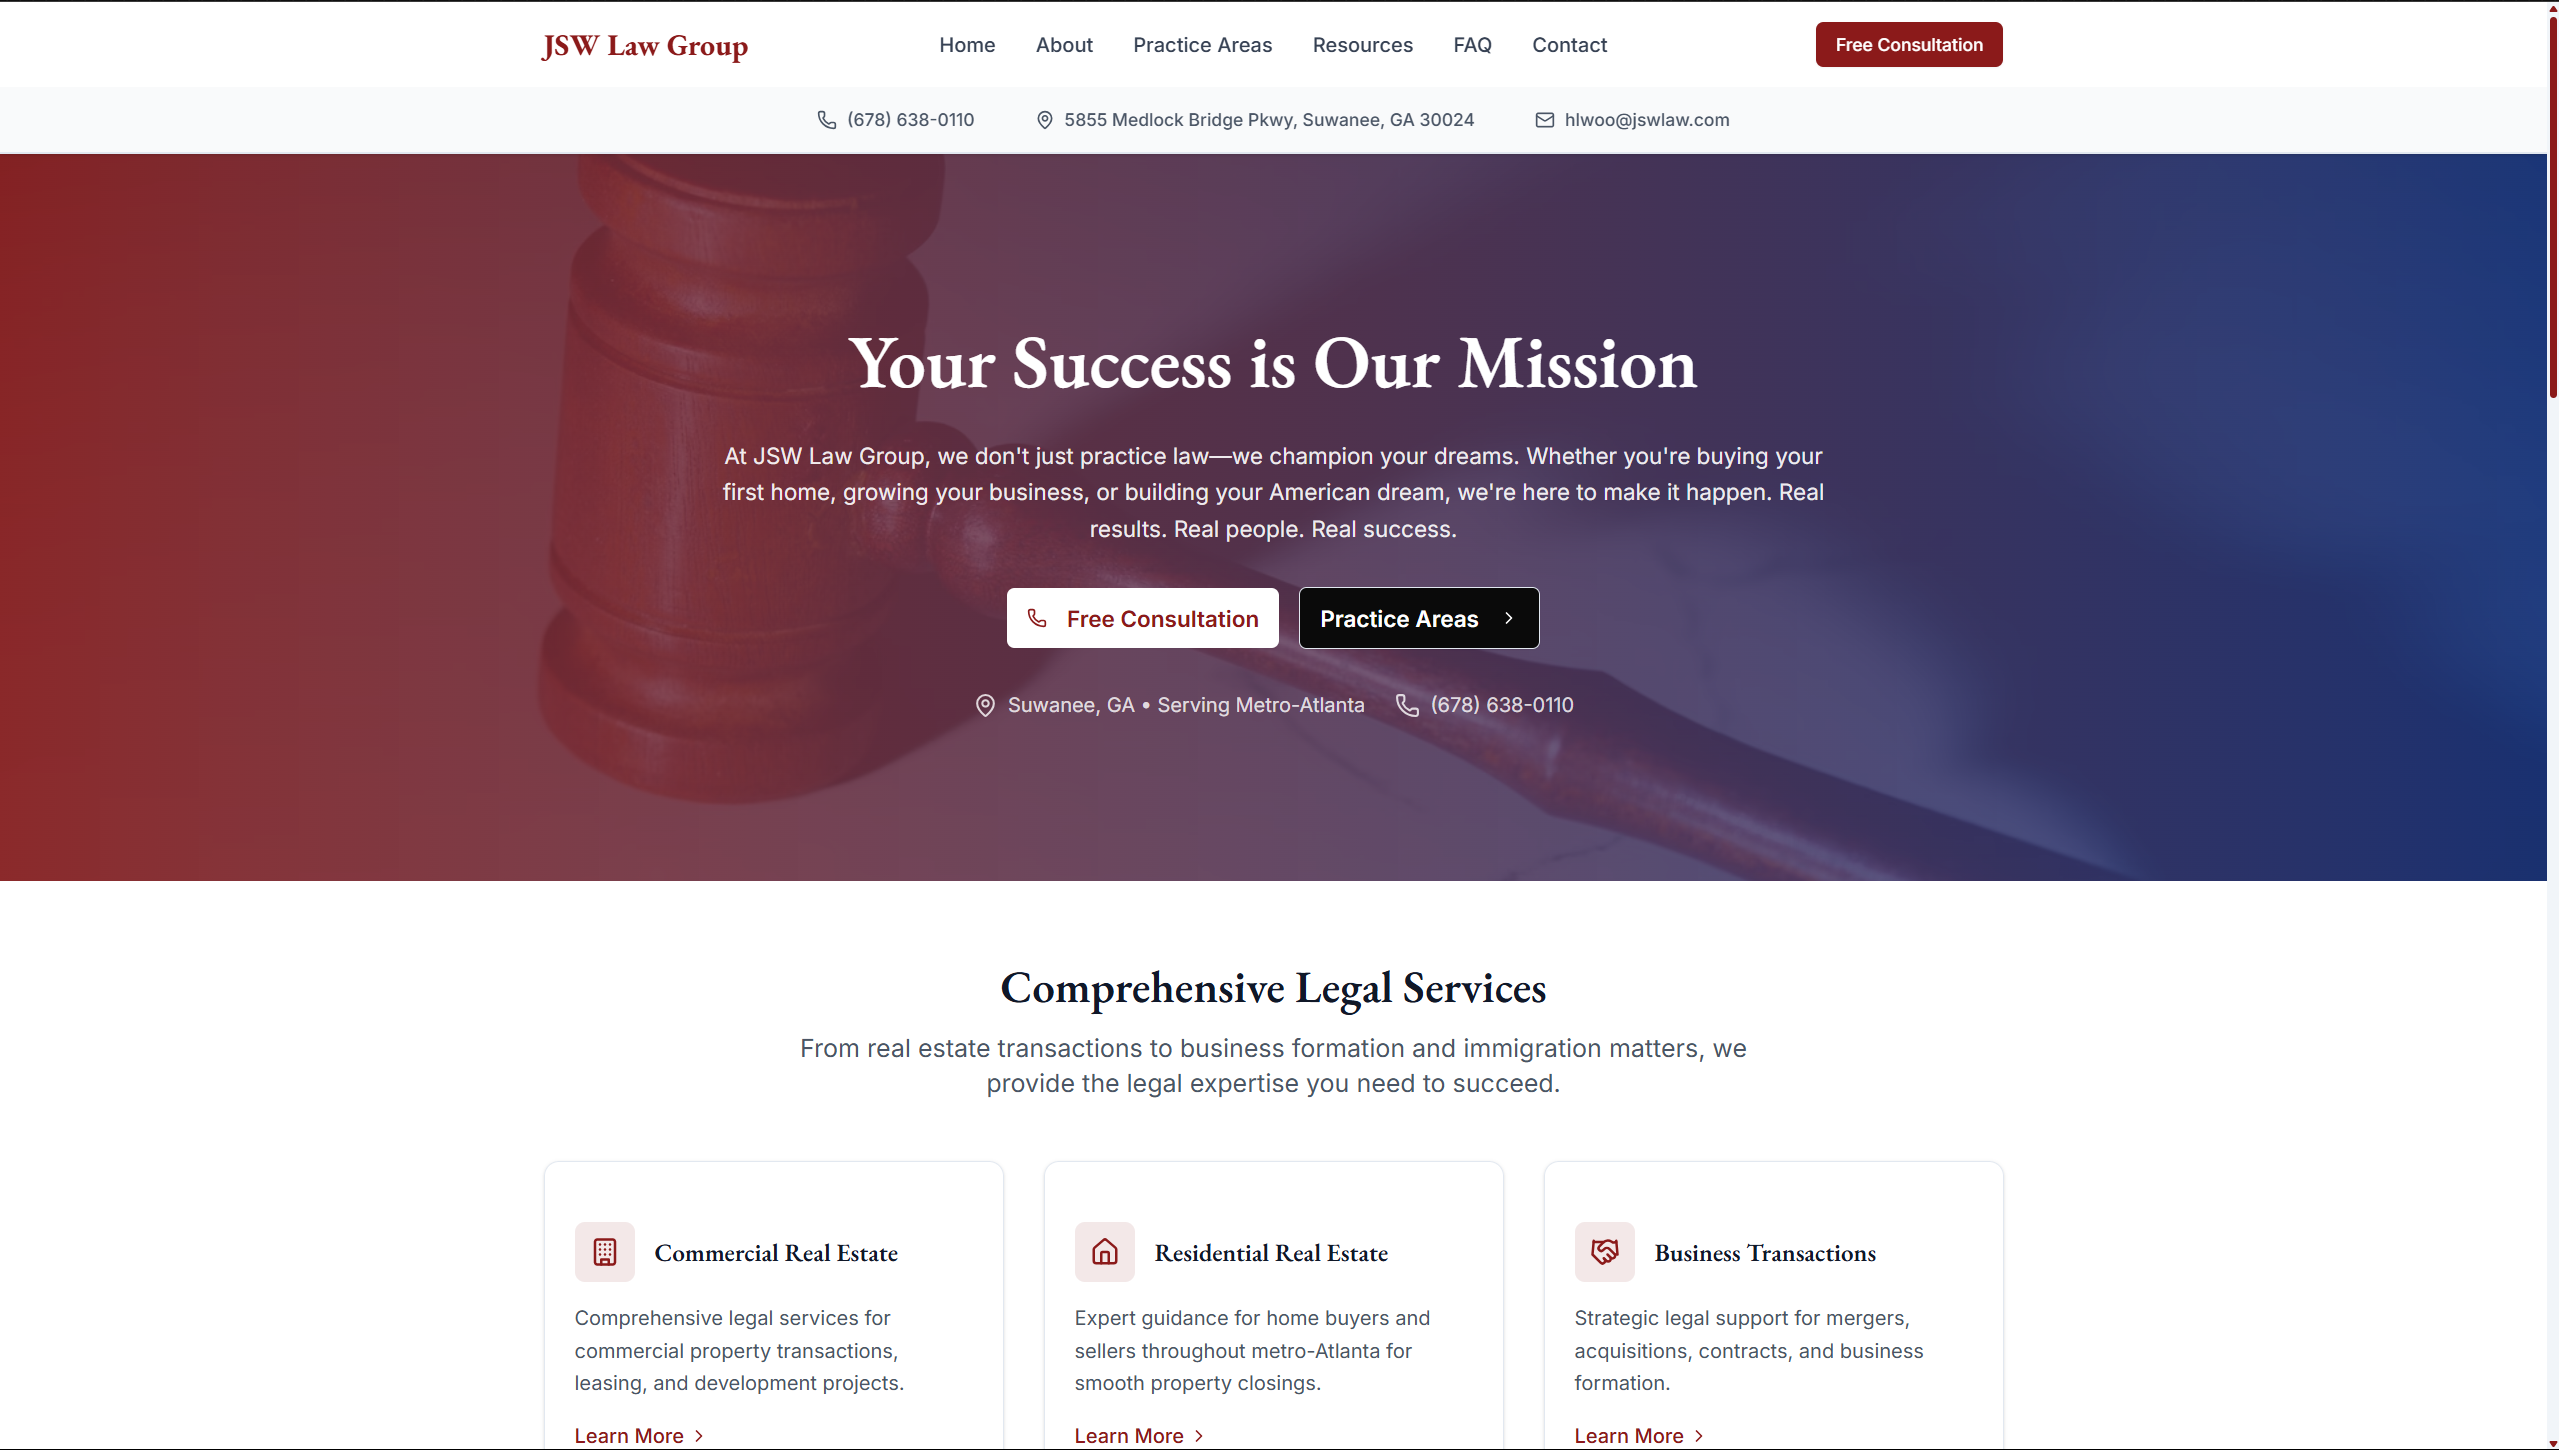 JSW Law Group
Home
About
Practice Areas
Resources
FAQ
Contact
Free Consultation
(678) 638-0110
5855 Medlock Bridge Pkwy, Suwanee, GA 30024
hlwoo@jswlaw.com
Your Success is Our Mission
At JSW Law Group, we don't just practice law—we champion your dreams. Whether you're buying your
first home, growing your business, or building your American dream, we're here to make it happen. Real
results. Real people. Real success.
Free Consultation
Practice Areas
Suwanee, GA • Serving Metro-Atlanta
(678) 638-0110
Comprehensive Legal Services
From real estate transactions to business formation and immigration matters, we
provide the legal expertise you need to succeed.
Commercial Real Estate
Comprehensive legal services for
commercial property transactions,
leasing, and development projects.
Learn More
Residential Real Estate
Expert guidance for home buyers and
sellers throughout metro-Atlanta for
smooth property closings.
Learn More
Business Transactions
Strategic legal support for mergers,
acquisitions, contracts, and business
formation.
Learn More